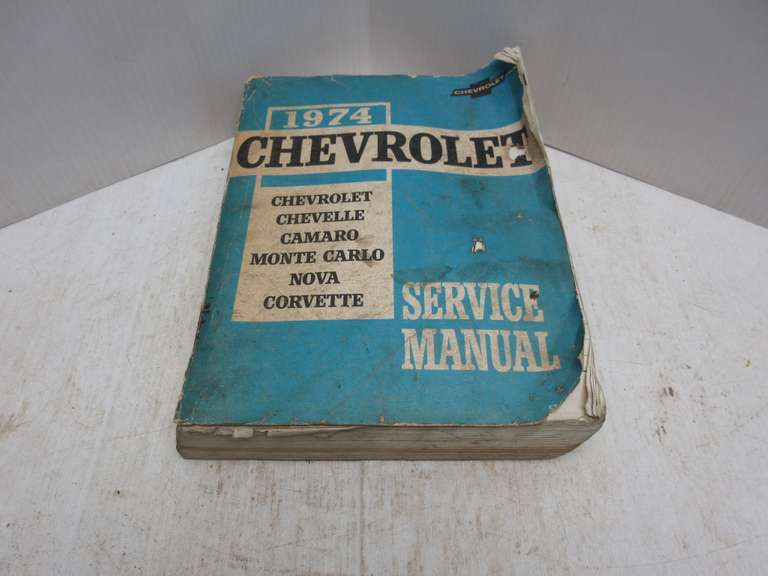 CHEVROLET
1974
CHEVROLET
CHEVROLET
CHEVELLE
CAMARO
MONTE CARLO
NOVA
CORVETTE
SERVICE
MANUAL